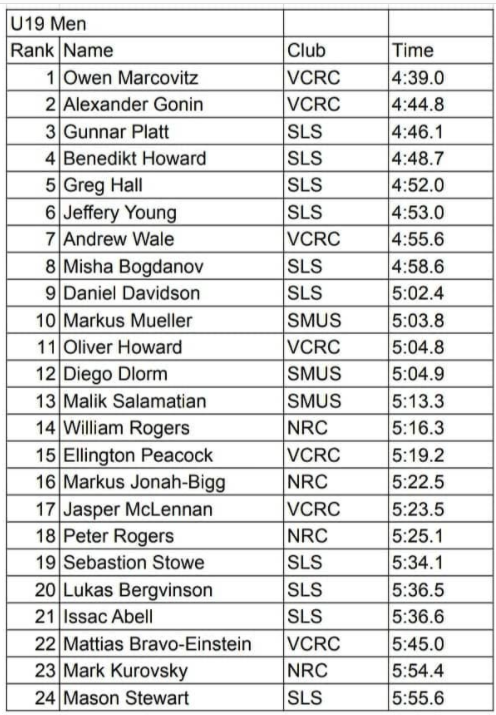 U19 Men
Rank Name Club Time
1 Owen Marcovitz VCRC 4:39.0
2 Alexander Gonin VCRC 4:44.8
3 Gunnar Platt SLS 4:46.1
4 Benedikt Howard SLS 4:48.7
5 Greg Hall SLS 4:52.0
6 Jeffery Young SLS 4:53.0
7 Andrew Wale VCRC 4:55.6
8 Misha Bogdanov SLS 4:58.6
9 Daniel Davidson SLS 5:02.4
10 Markus Mueller SMUS 5:03.8
11 Oliver Howard VCRC 5:04.8
12 Diego Dlorm SMUS 5:04.9
13 Malik Salamatian SMUS 5:13.3
14 William Rogers NRC 5:16.3
15 Ellington Peacock VCRC 5:19.2
16 Markus Jonah-Bigg NRC 5:22.5
17 Jasper McLennan VCRC 5:23.5
18 Peter Rogers NRC 5:25.1
19 Sebastion Stowe SLS 5:34.1
20 Lukas Bergvinson SLS 5:36.5
21 Issac Abell SLS 5:36.6
22 Mattias Bravo-Einstein VCRC 5:45.0
23 Mark Kurovsky NRC 5:54.4
24 Mason Stewart SLS 5:55.6